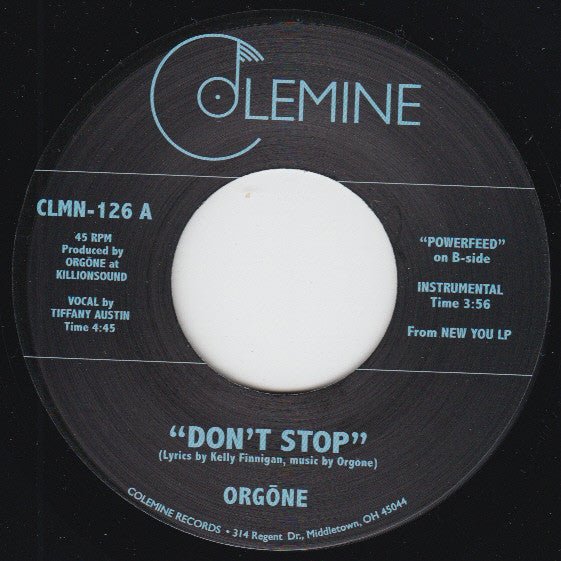 COLEMINE
CLMN-126 A
45 RPM
Produced by
ORGŌNE at
KILLIONSOUND
VOCAL by
TIFFANY AUSTIN
Time 4:45
"POWERFEED"
on B-side
INSTRUMENTAL
Time 3:56
From NEW YOU LP
"DON'T STOP"
(Lyrics by Kelly Finnigan, music by Orgōne)
ORGŌNE
COLEMINE RECORDS • 314 Regent Dr., Middletown, OH 45044